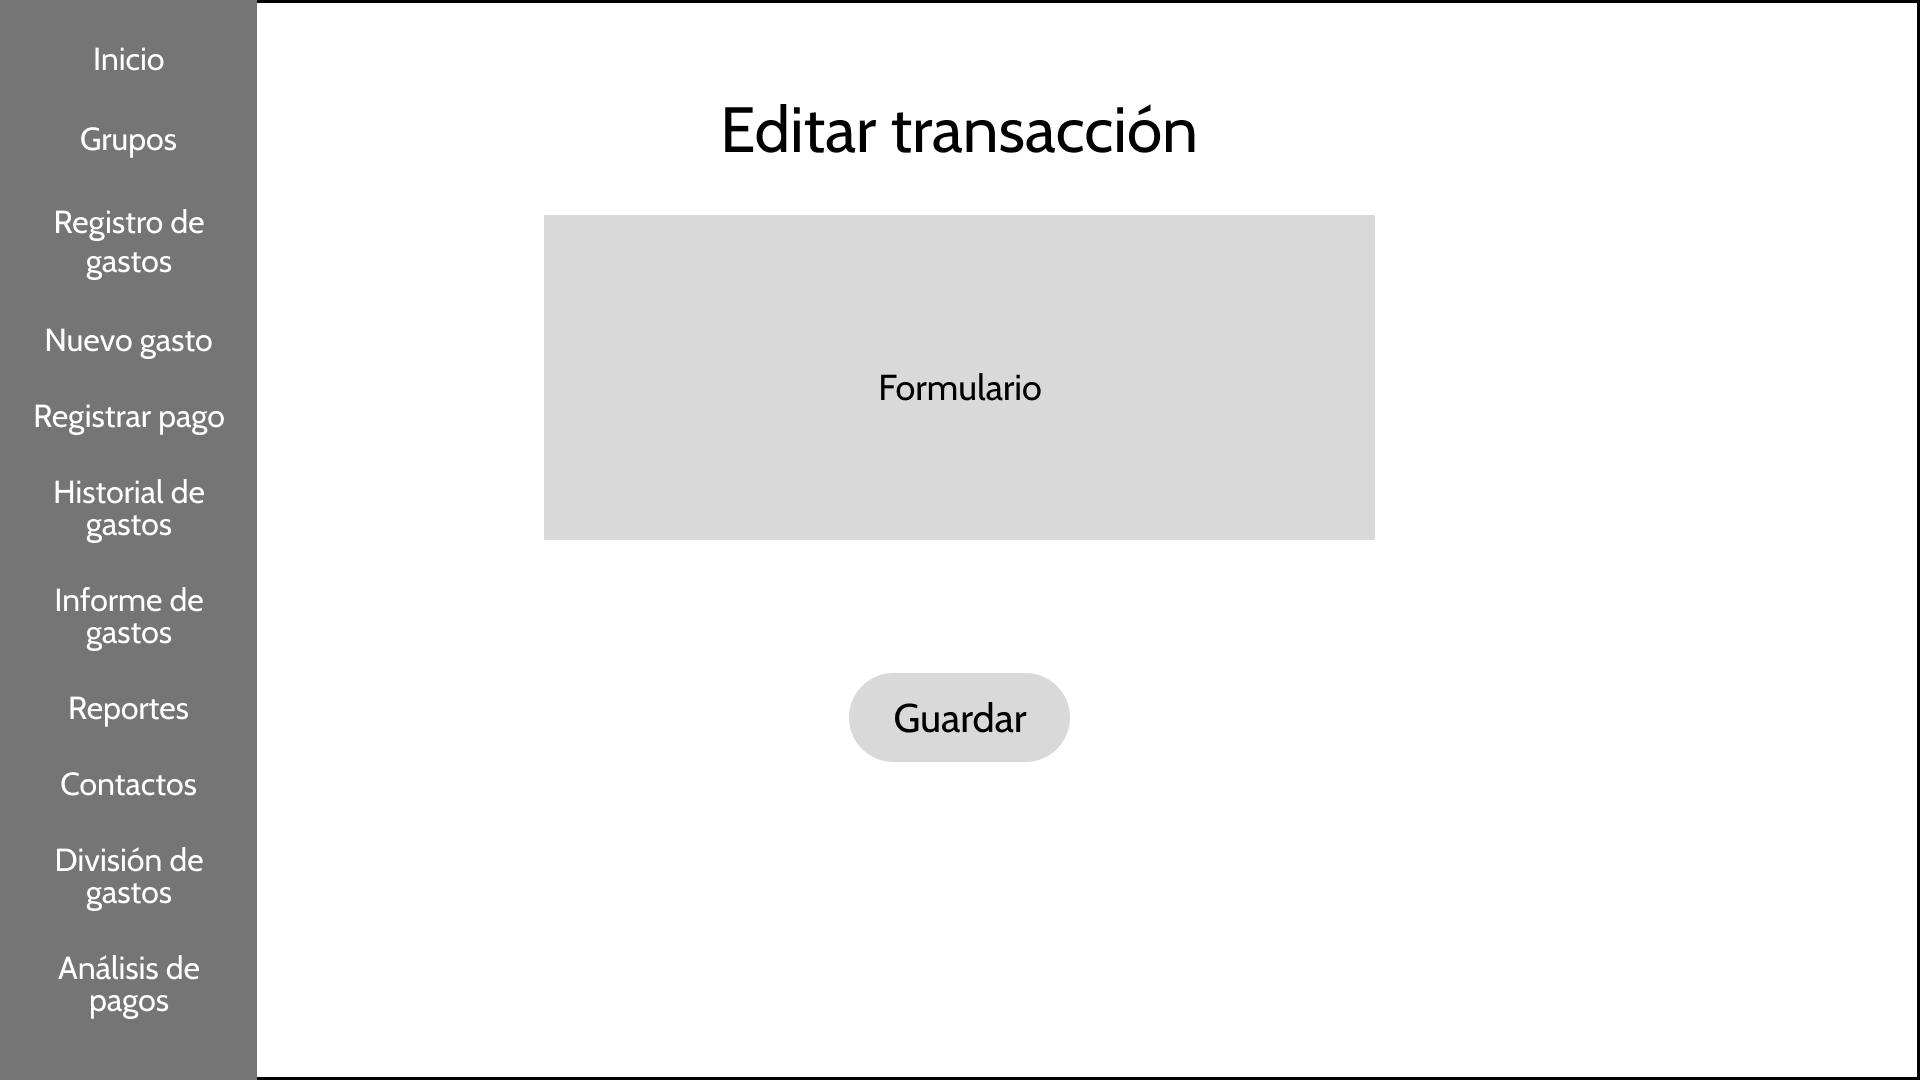 Inicio
Grupos
Registro de
gastos
Nuevo gasto
Registrar pago
Historial de
gastos
Informe de
gastos
Reportes
Contactos
División de
gastos
Análisis de
pagos
Editar transacción
Formulario
Guardar